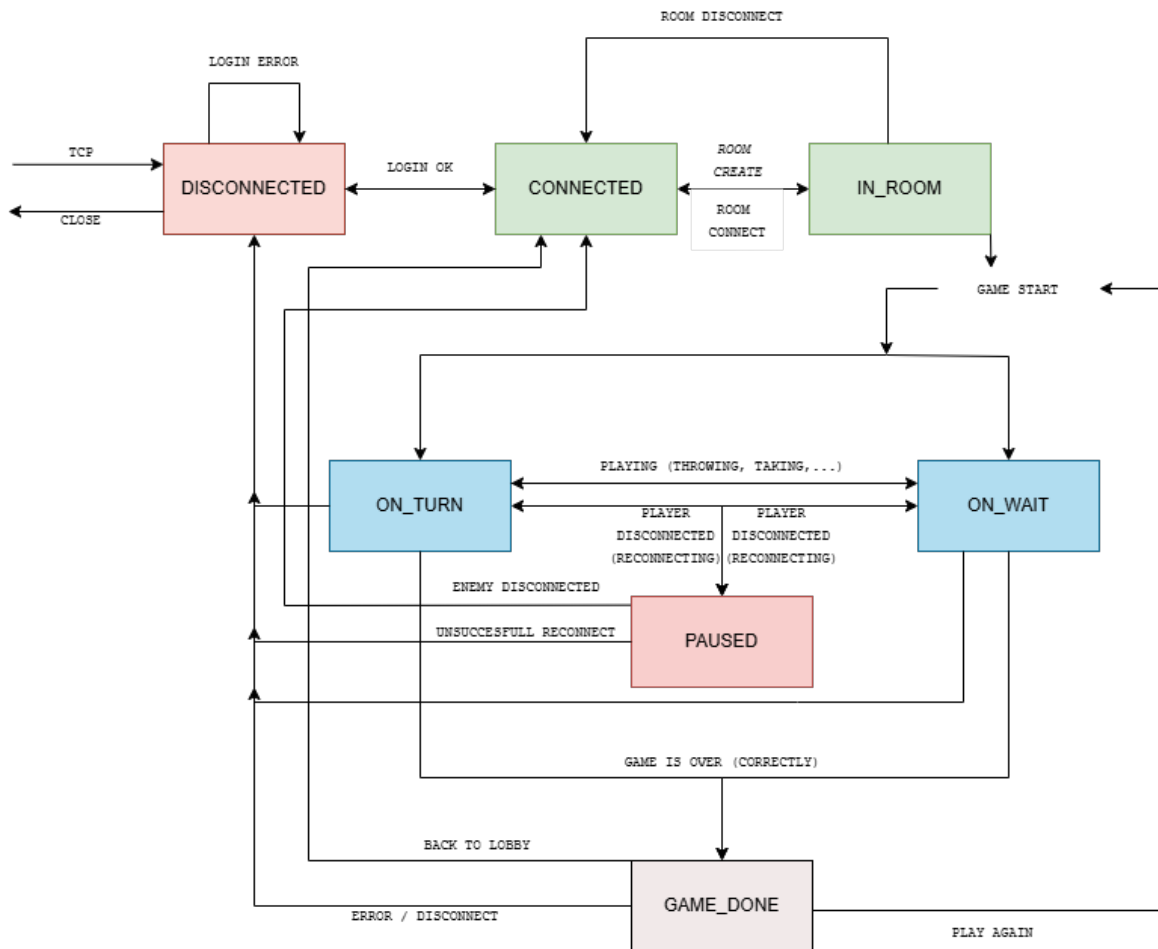 ROOM DISCONNECT
LOGIN ERROR
TCP
DISCONNECTED
CLOSE
LOGIN OK
CONNECTED
ROOM
CREATE
ROOM
CONNECT
IN_ROOM
GAME START
PLAYING (THROWING, TAKING,...)
ON_TURN
ON_WAIT
PLAYER
DISCONNECTED
(RECONNECTING)
PLAYER
DISCONNECTED
(RECONNECTING)
ENEMY DISCONNECTED
UNSUCCESFULL RECONNECT
PAUSED
GAME IS OVER (CORRECTLY)
BACK TO LOBBY
GAME_DONE
ERROR / DISCONNECT
PLAY AGAIN